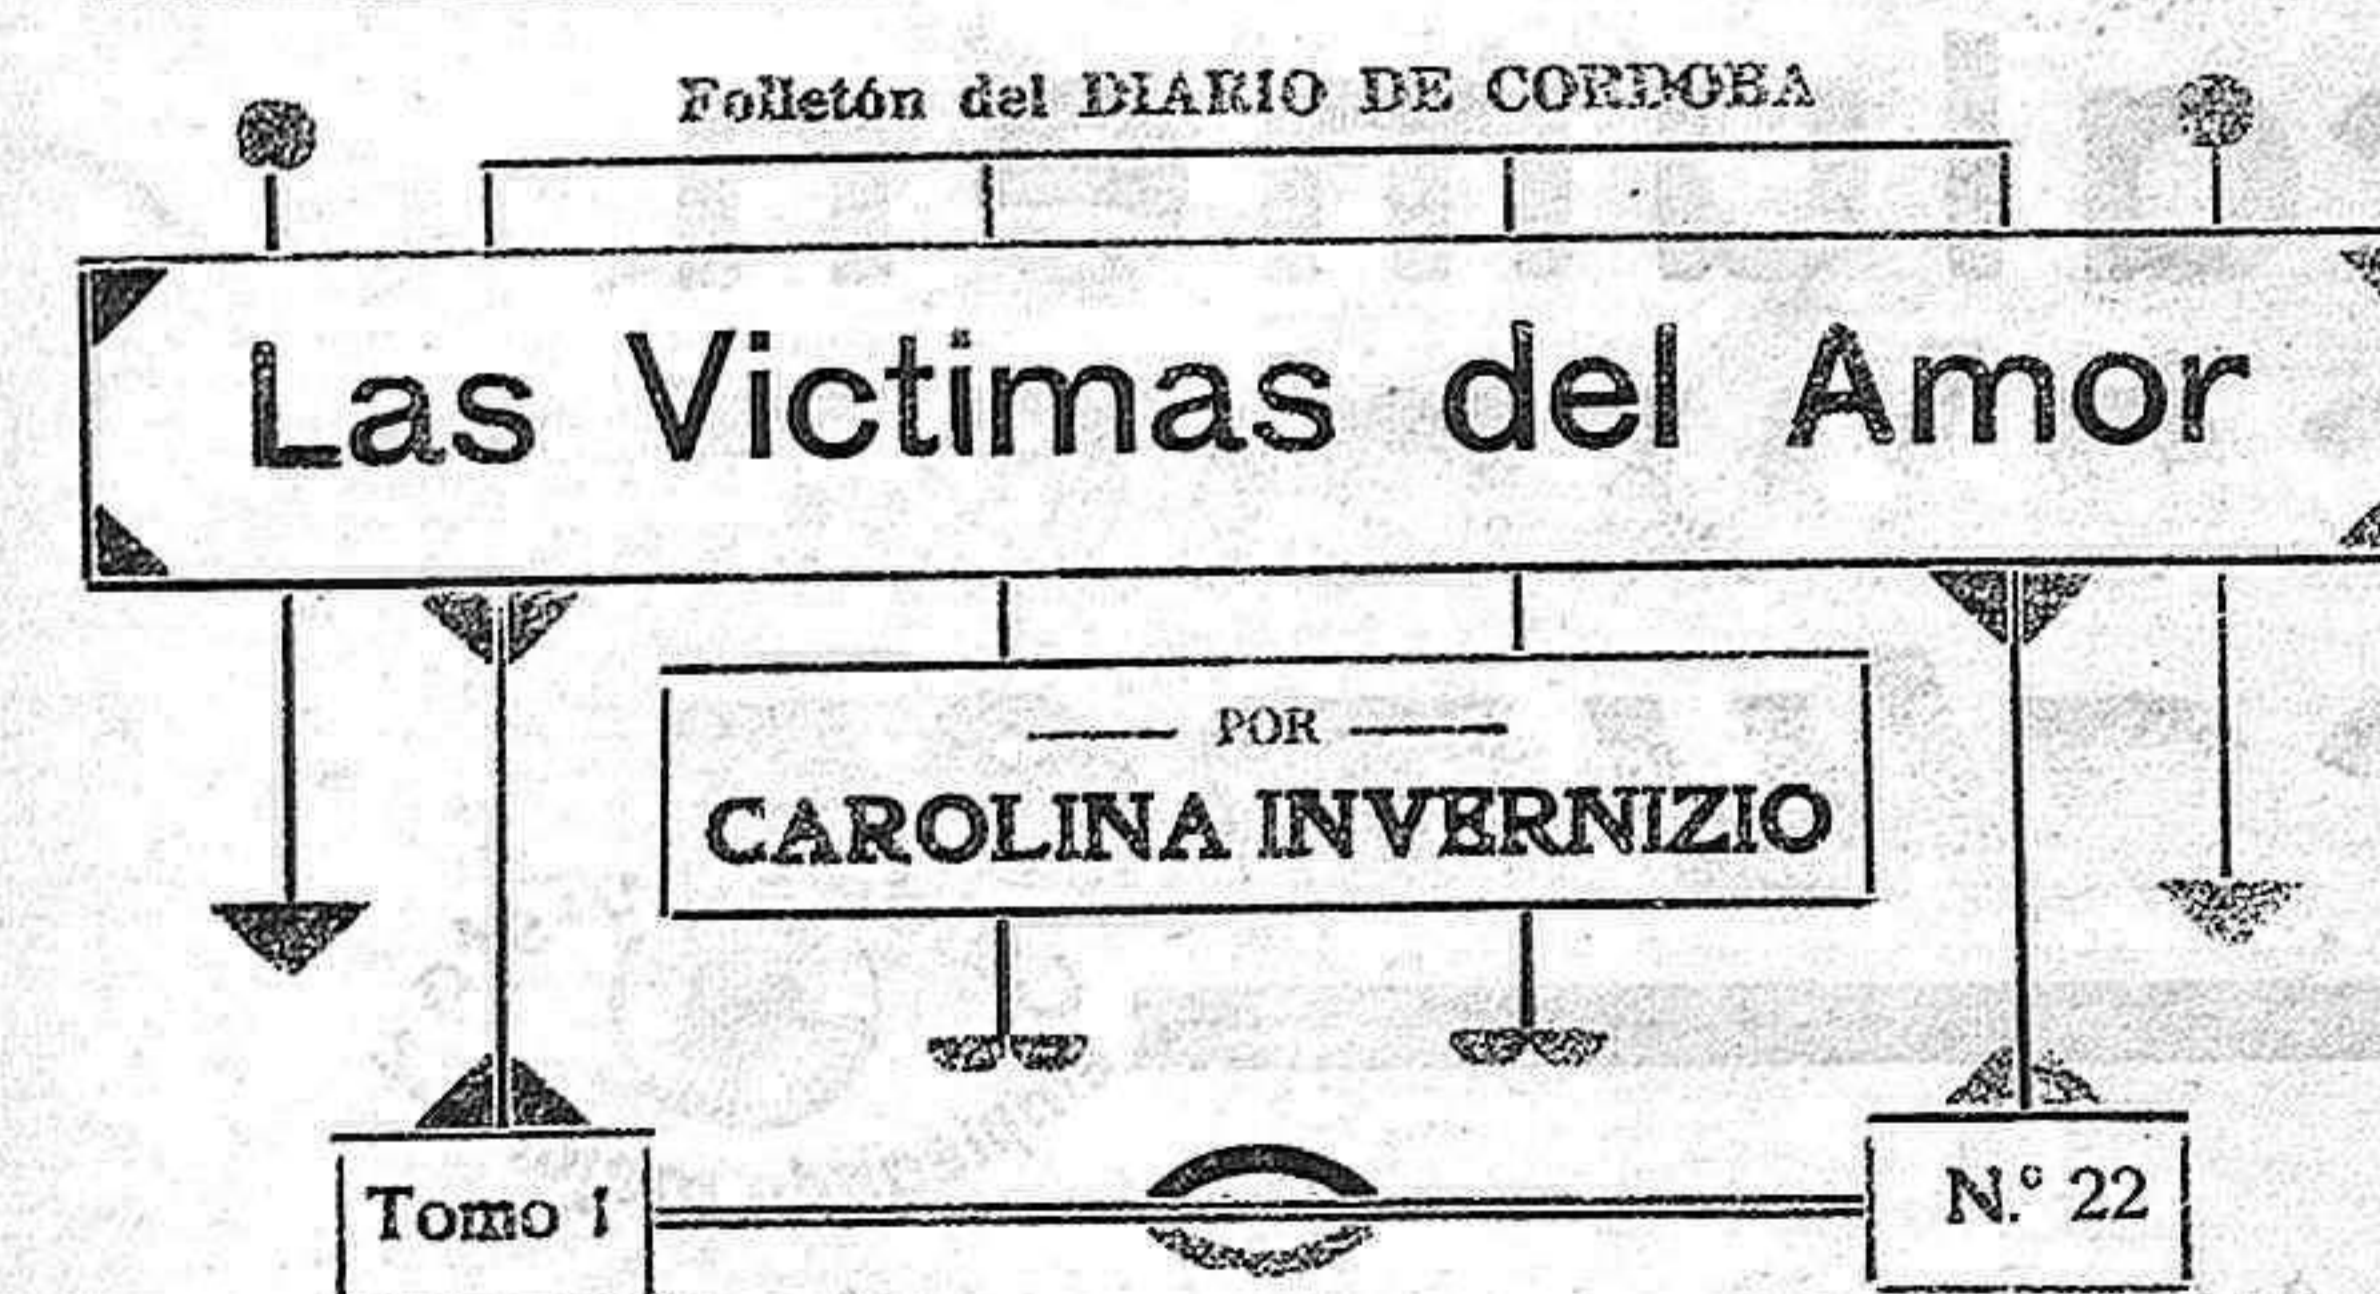 Folletón del DIARIO DE CORDOBA
Las Victimas del Amor
POR
CAROLINA INVERNIZIO
Tomo I
N.° 22